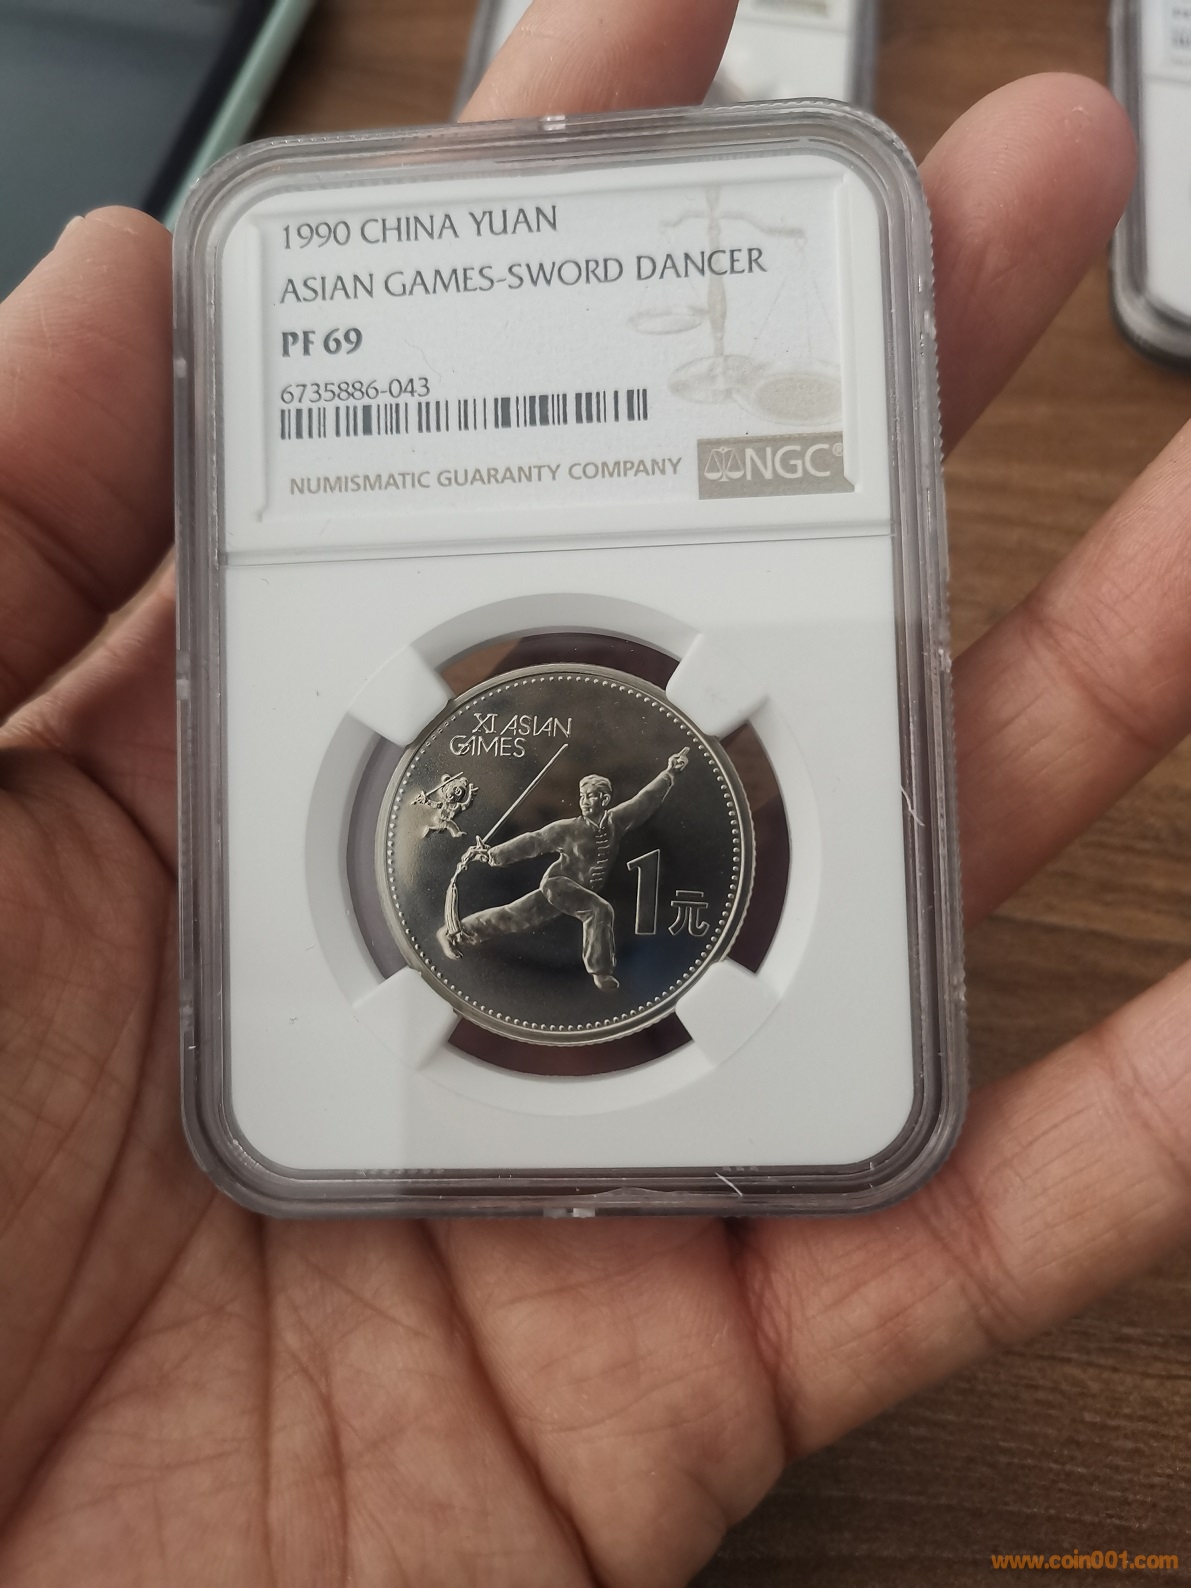 1990 CHINA YUAN
ASIAN GAMES-SWORD DANCER
PF 69
6735886-043
NUMISMATIC GUARANTY COMPANY
NGC®
XI ASIAN
GAMES
1元
www.coin001.com